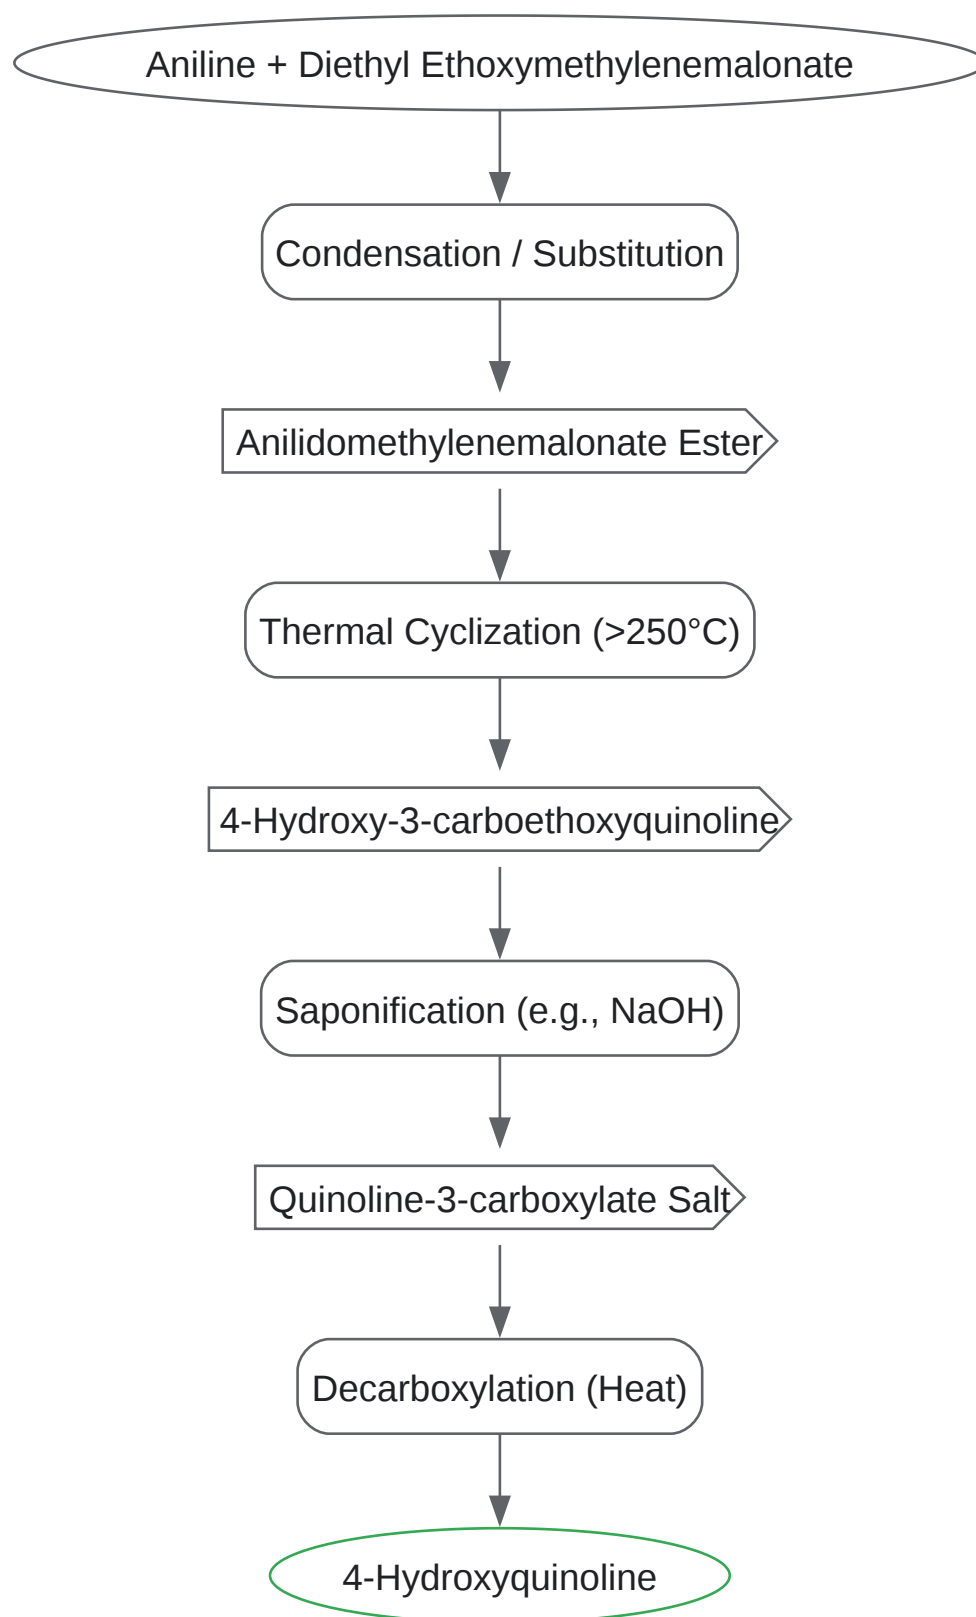 Aniline + Diethyl Ethoxymethylenemalonate
Condensation / Substitution
Anilidomethylenemalonate Ester
Thermal Cyclization (>250°C)
4-Hydroxy-3-carboethoxyquinoline
Saponification (e.g., NaOH)
Quinoline-3-carboxylate Salt
Decarboxylation (Heat)
4-Hydroxyquinoline